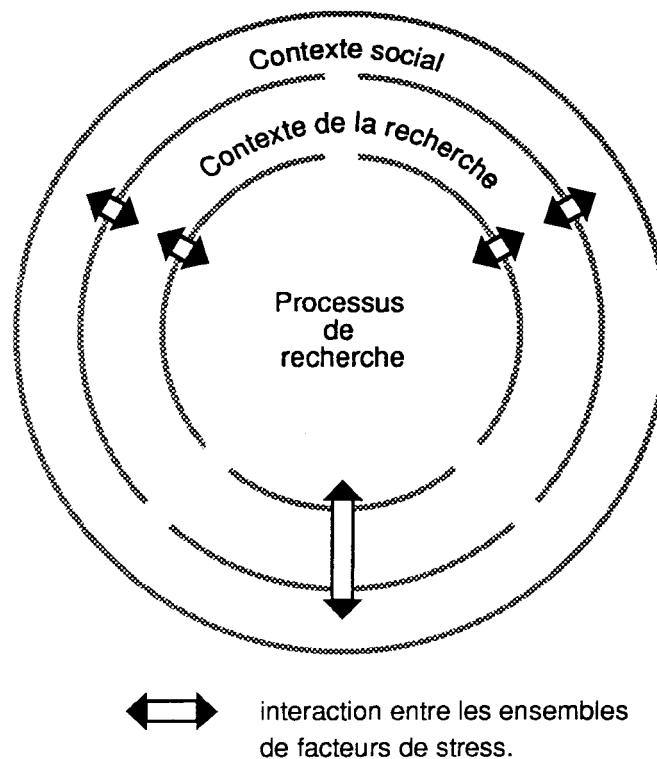 Contexte social
Contexte de la recherche
Processus
de
recherche
interaction entre les ensembles
de facteurs de stress.